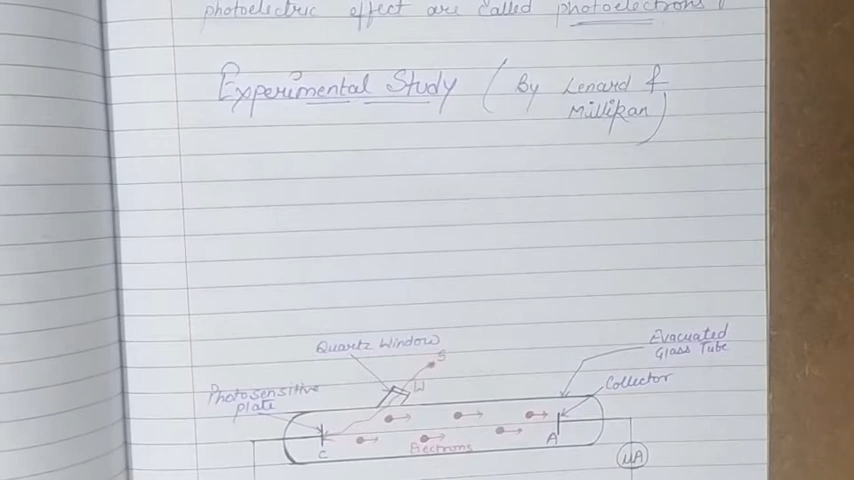 photoelectric effect are called photoelectrons.
Experimental Study (By Lenard &
Millikan)
Quartz Window
S
W
Evacuated
Glass Tube
Collector
Photosensitive
plate
C
Electrons
A
μA